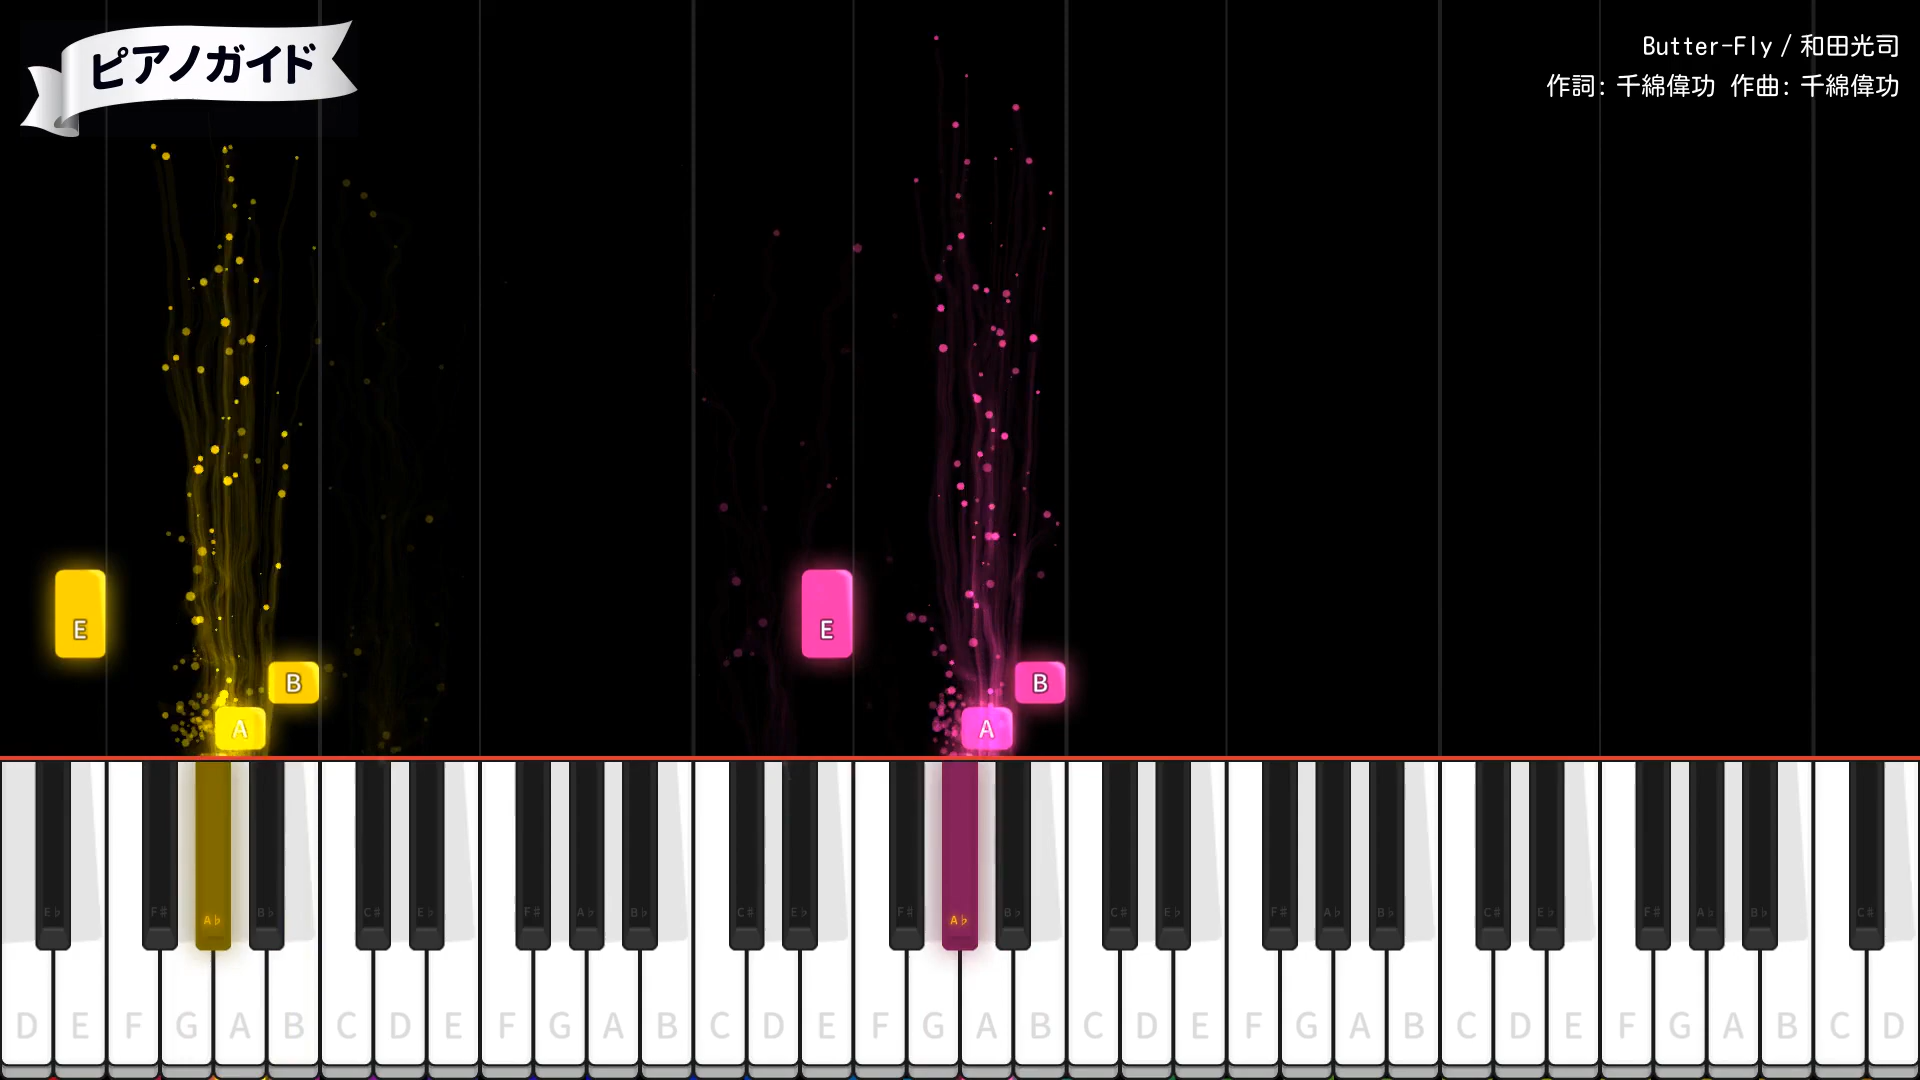 ピアノガイド
Butter-Fly / 和田光司
作詞: 千綿偉功 作曲: 千綿偉功
E E
B B
A A
E♭ F# A♭ B♭ C# E♭ F# A♭ B♭ C# E♭ F# A♭ B♭ C# E♭ F# A♭ B♭ C# E♭ F# A♭ B♭ C#
D E F G A B C D E F G A B C D E F G A B C D E F G A B C D E F G A B C D